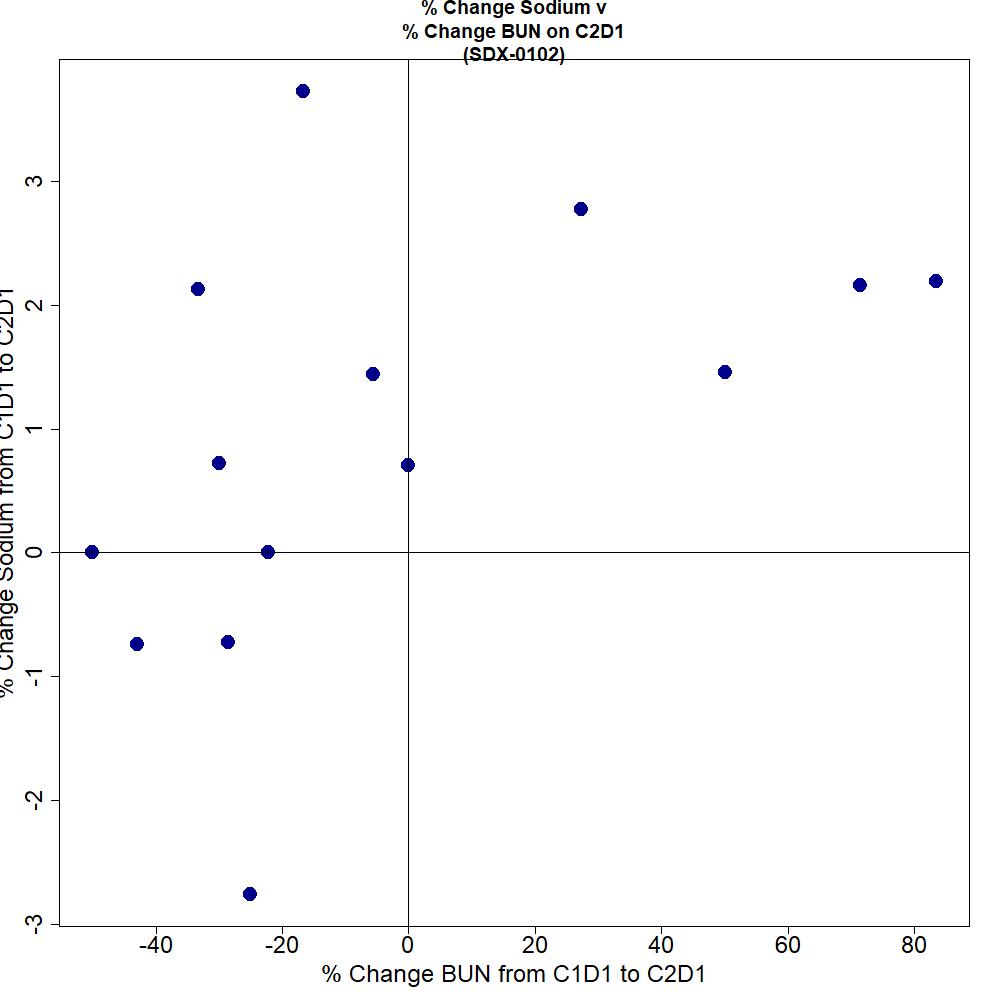 % Change Sodium v
% Change BUN on C2D1
(SDX-0102)
% Change Sodium from C1D1 to C2D1
3
2
1
0
-1
-2
-3
-40 -20 0 20 40 60 80
% Change BUN from C1D1 to C2D1